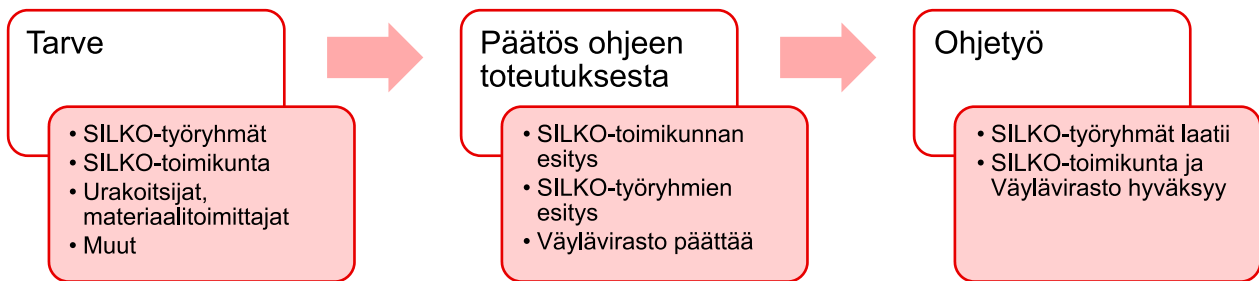 Tarve
• SILKO-työryhmät
• SILKO-toimikunta
• Urakoitsijat,
materiaalitoimittajat
• Muut
Päätös ohjeen
toteutuksesta
• SILKO-toimikunnan
esitys
• SILKO-työryhmien
esitys
• Väylävirasto päättää
Ohjetyö
• SILKO-työryhmät laatii
• SILKO-toimikunta ja
Väylävirasto hyväksyy